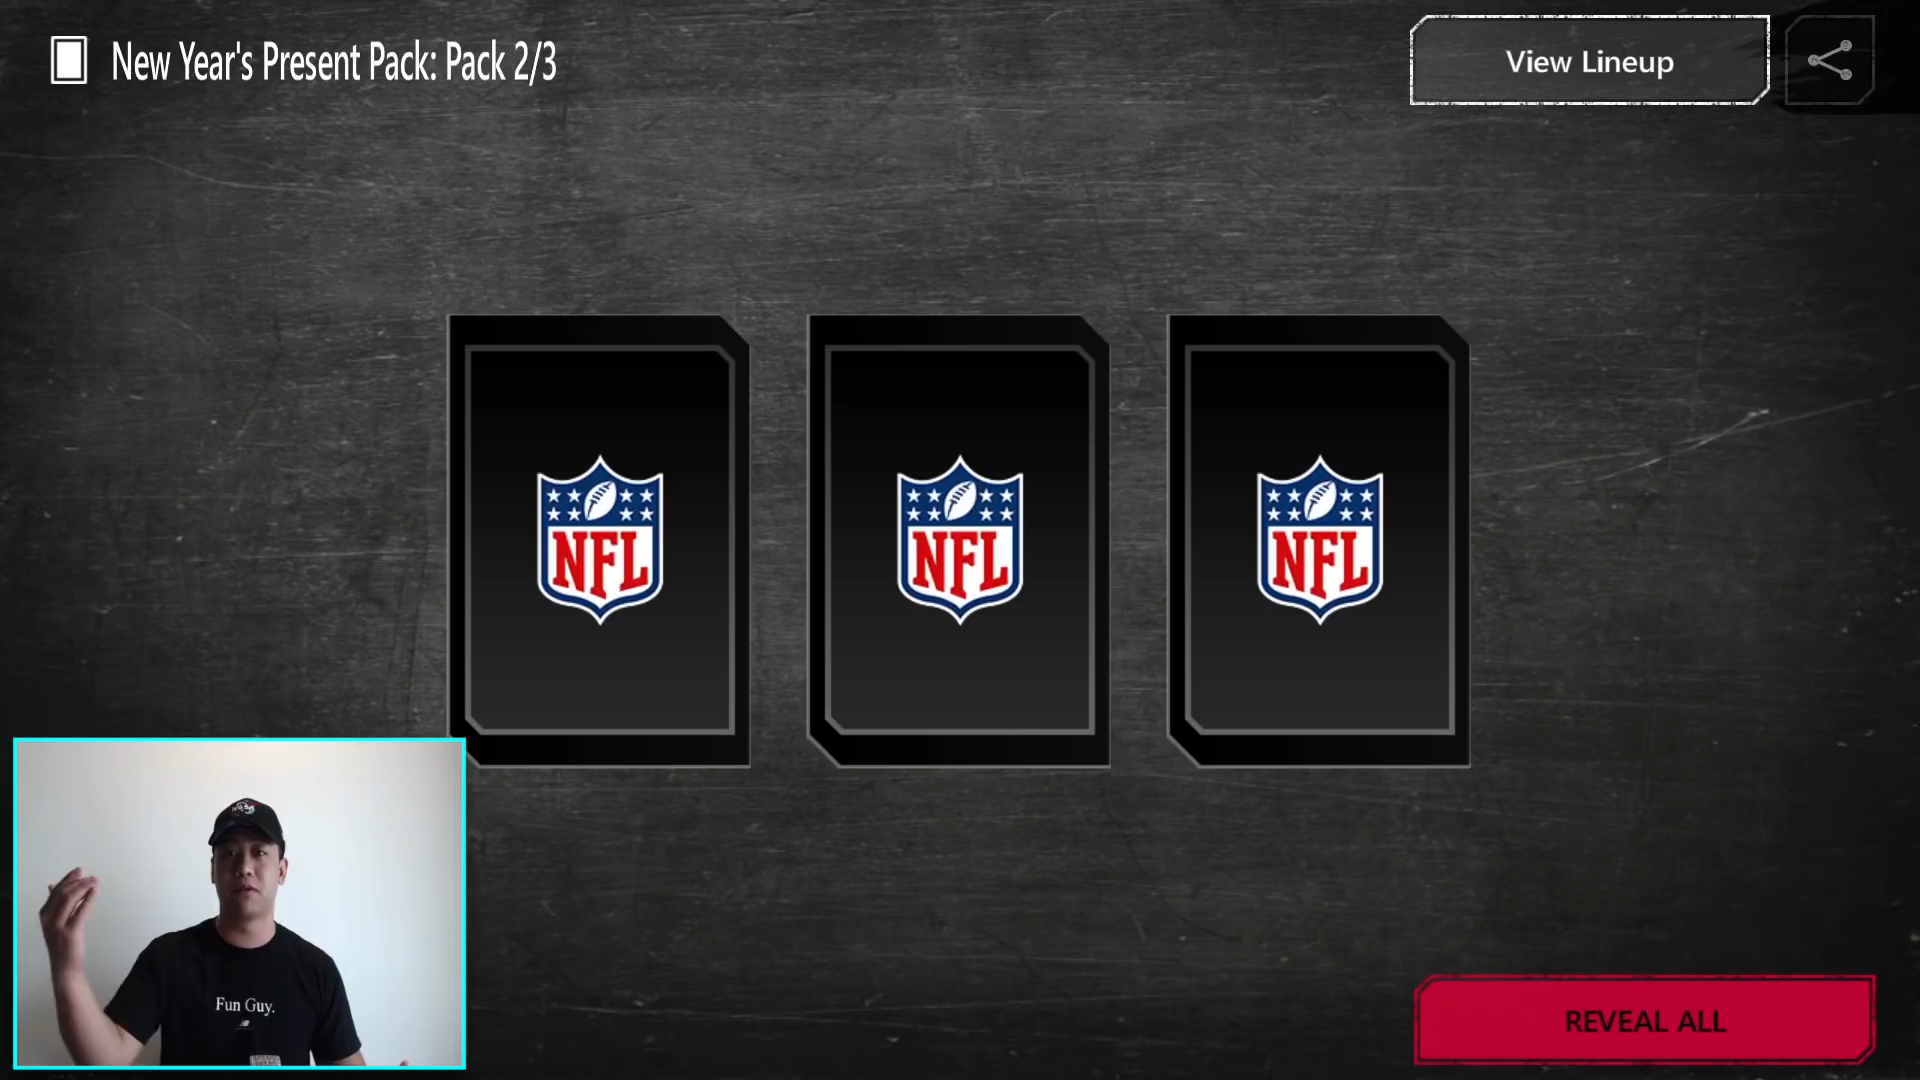 New Year's Present Pack: Pack 2/3
View Lineup
NFL
NFL
NFL
Fun Guy.
REVEAL ALL